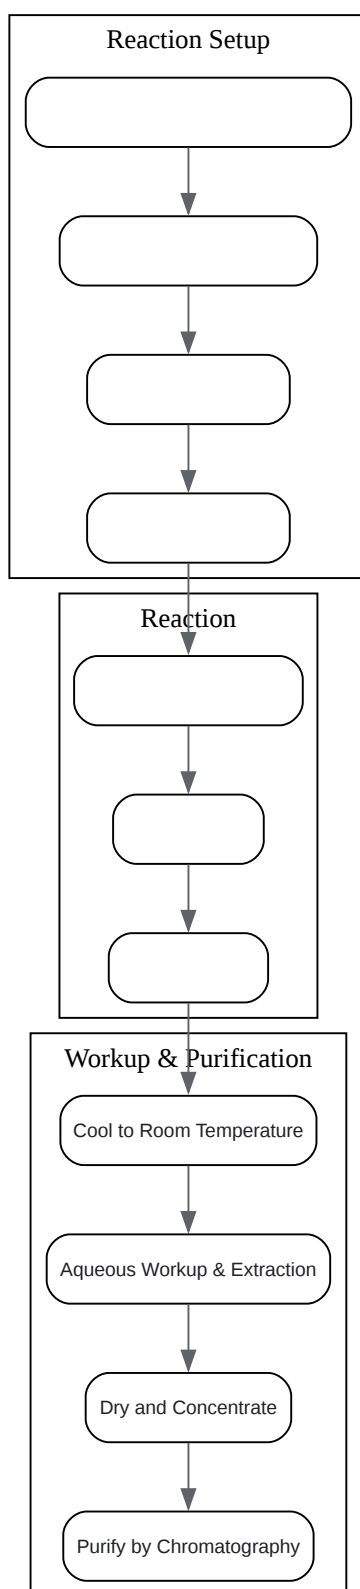 Reaction Setup
Reaction
Workup & Purification
Cool to Room Temperature
Aqueous Workup & Extraction
Dry and Concentrate
Purify by Chromatography